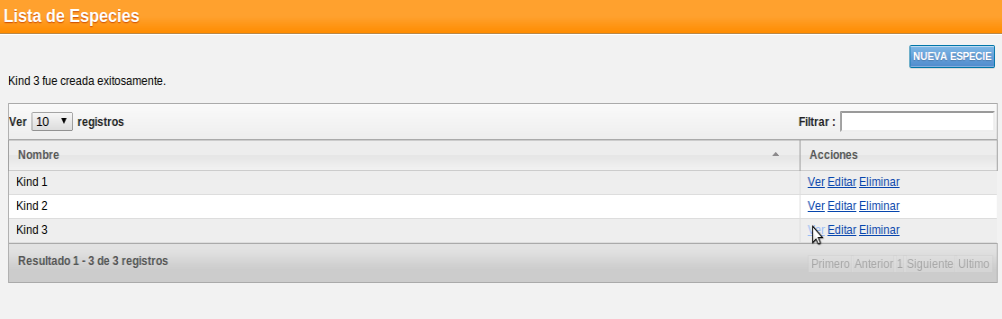 Lista de Especies
NUEVA ESPECIE
Kind 3 fue creada exitosamente.
Ver 10 registros Filtrar :
Nombre Acciones
Kind 1 Ver Editar Eliminar
Kind 2 Ver Editar Eliminar
Kind 3 Ver Editar Eliminar
Resultado 1 - 3 de 3 registros Primero Anterior 1 Siguiente Ultimo